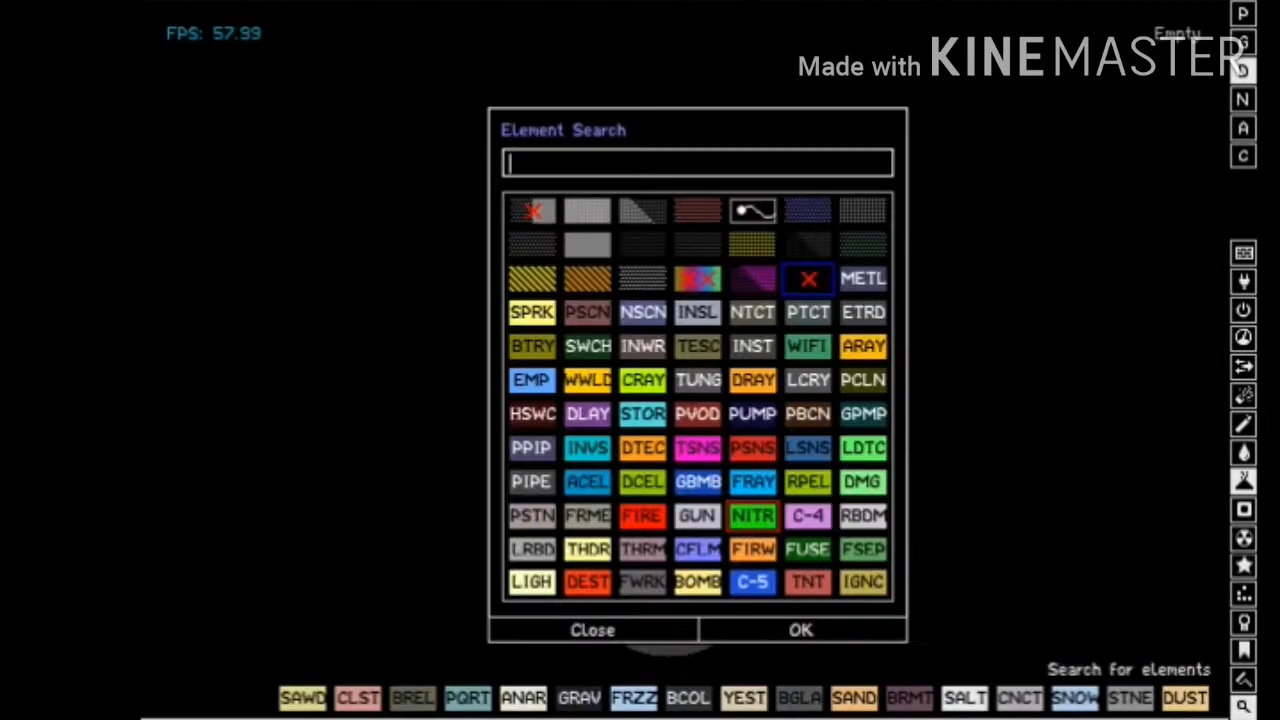 FPS: 57.99
Empty
Made with KINEMASTER
P
G
D
N
A
C
Element Search
METL
SPRK PSCN NSCN INSL NTCT PTCT ETRD
BTRY SWCH INWR TESC INST WIFI ARAY
EMP WWLD CRAY TUNG DRAY LCRY PCLN
HSWC DLAY STOR PVOD PUMP PBCN GPMP
PPIP INVS DTEC TSNS PSNS LSNS LDTC
PIPE ACEL DCEL GBMB FRAY RPEL DMG
PSTN FRME FIRE GUN NITR C-4 RBDM
LRBD THDR THRM CFLM FIRW FUSE FSEP
LIGH DEST FWRK BOMB C-5 TNT IGNC
Close OK
Search for elements
SAWD CLST BREL PQRT ANAR GRAV FRZZ BCOL YEST BGLA SAND BRMT SALT CNCT SNOW STNE DUST